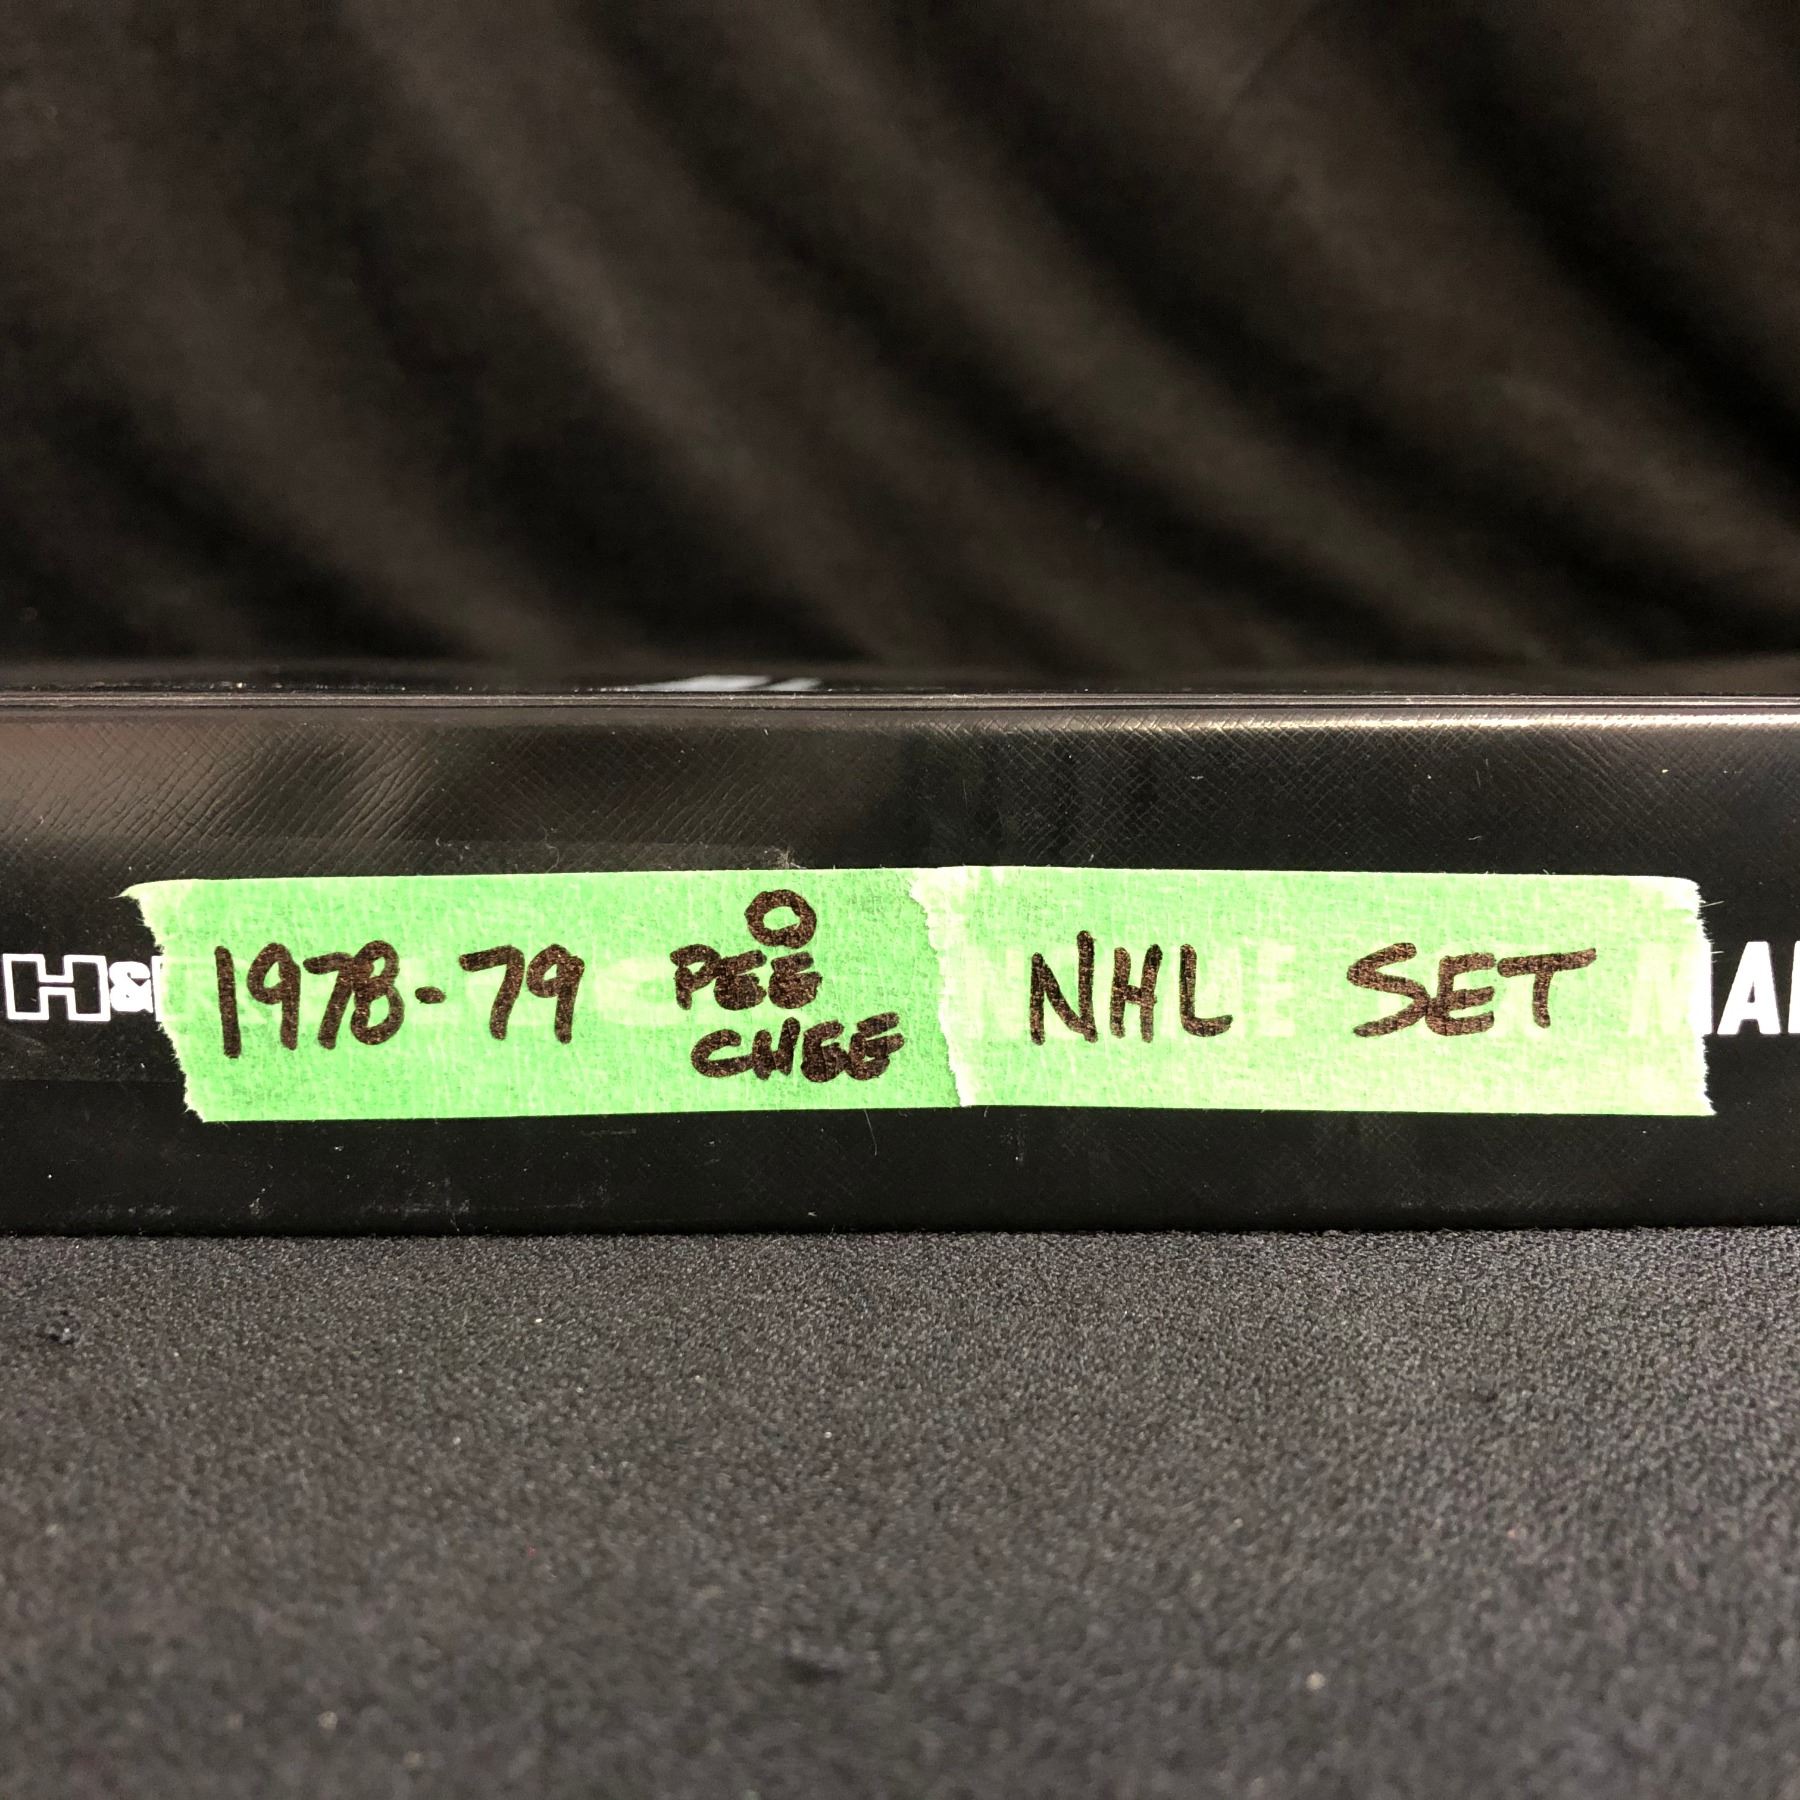 H&
1978-79 O PEE CHEE NHL SET